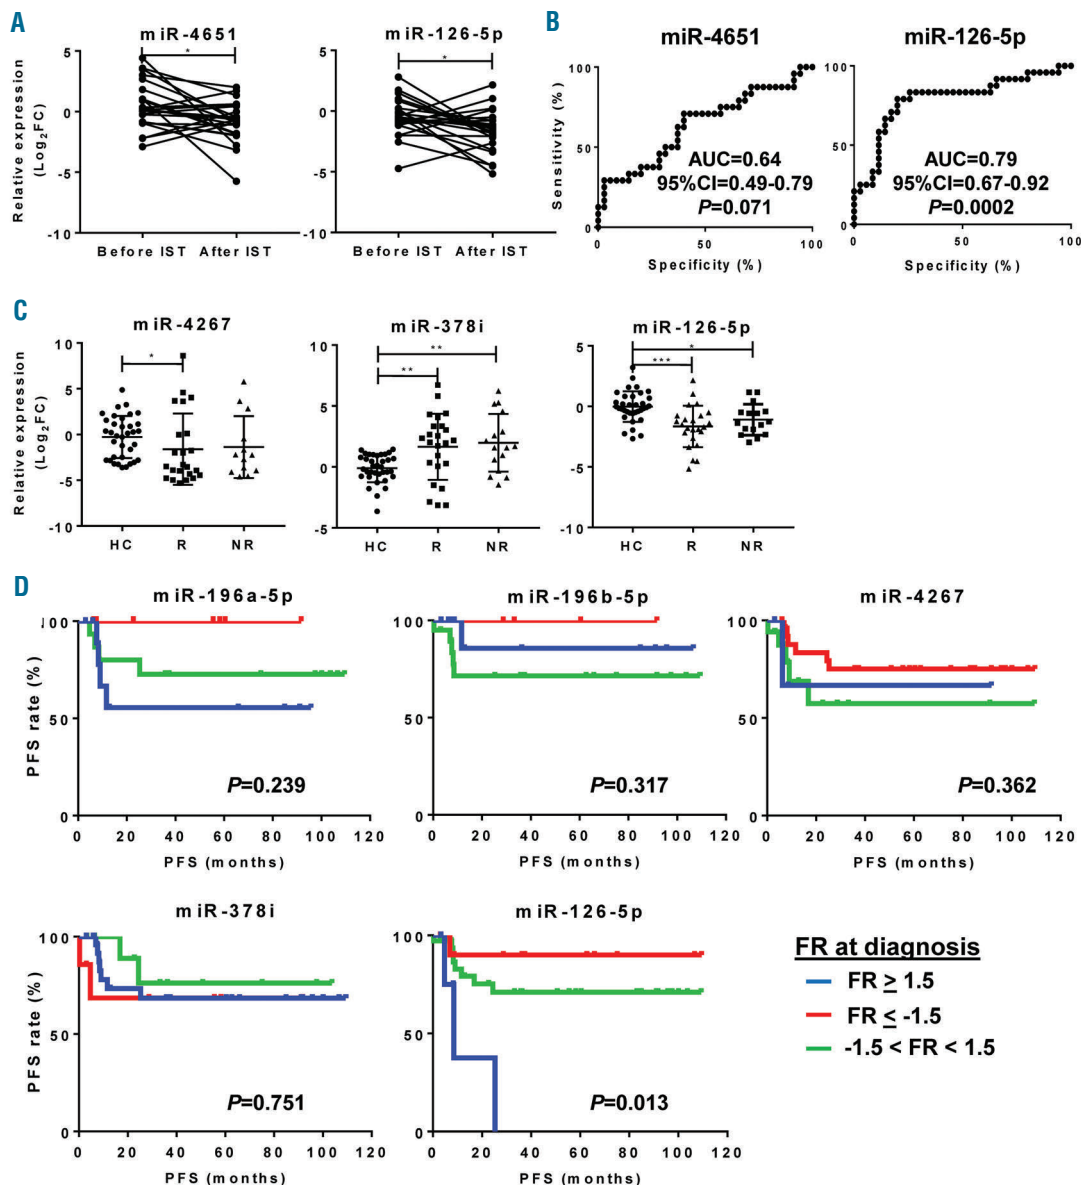 A
miR-4651
*
Relative expression
(Log2FC)
5
0
-5
-10
Before IST After IST
miR-126-5p
*
5
0
-5
-10
Before IST After IST
B
miR-4651
Sensitivity (%)
100
50
0
AUC=0.64
95%CI=0.49-0.79
P=0.071
0 50 100
Specificity (%)
miR-126-5p
100
50
0
AUC=0.79
95%CI=0.67-0.92
P=0.0002
0 50 100
Specificity (%)
C
miR-4267
*
Relative expression
(Log2FC)
10
5
0
-5
-10
HC R NR
miR-378i
**
**
10
5
0
-5
HC R NR
miR-126-5p
*
***
5
0
-5
-10
HC R NR
D
miR-196a-5p
PFS rate (%)
100
50
0
P=0.239
0 20 40 60 80 100 120
PFS (months)
miR-196b-5p
100
50
0
P=0.317
0 20 40 60 80 100 120
PFS (months)
miR-4267
100
50
0
P=0.362
0 20 40 60 80 100 120
PFS (months)
miR-378i
PFS rate (%)
100
50
0
P=0.751
0 20 40 60 80 100 120
PFS (months)
miR-126-5p
100
50
0
P=0.013
0 20 40 60 80 100 120
PFS (months)
FR at diagnosis
FR ≥ 1.5
FR ≤ -1.5
-1.5 < FR < 1.5